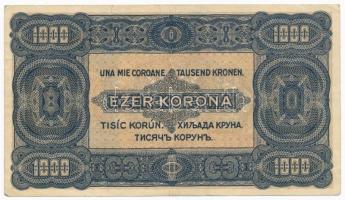 1000 1000
UNA MIE COROANE. TAUSEND KRONEN.
EZER KORONA
TISÍC KORÚN. ХИЉАДА КРУНА.
ТИСЯЧЪ КОРУНЪ.
1000 1000